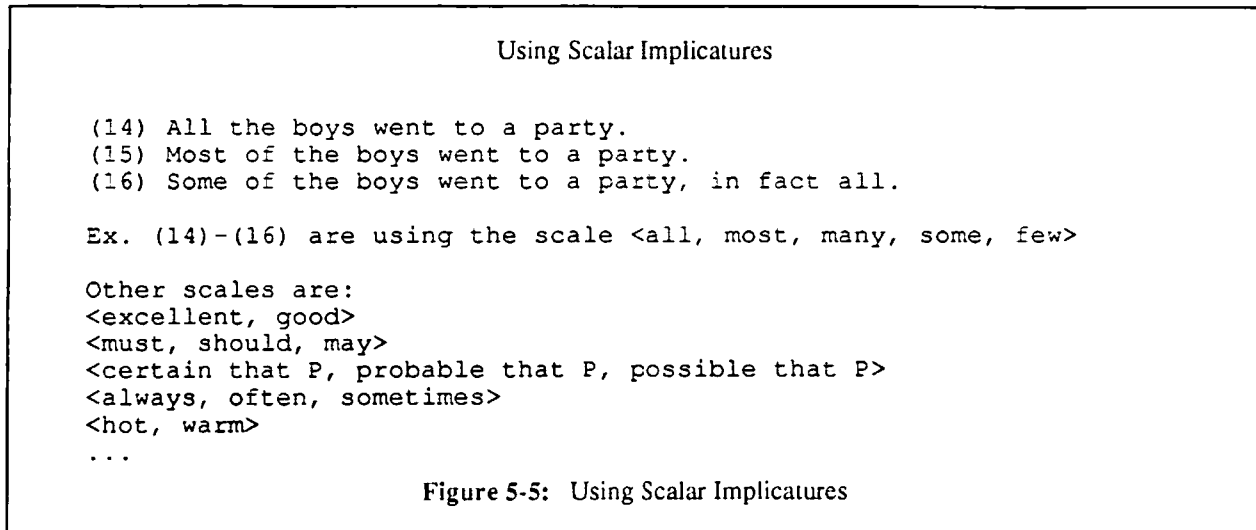 Using Scalar Implicatures
(14) All the boys went to a party.
(15) Most of the boys went to a party.
(16) Some of the boys went to a party, in fact all.
Ex. (14)-(16) are using the scale <all, most, many, some, few>
Other scales are:
<excellent, good>
<must, should, may>
<certain that P, probable that P, possible that P>
<always, often, sometimes>
<hot, warm>
...
Figure 5-5: Using Scalar Implicatures